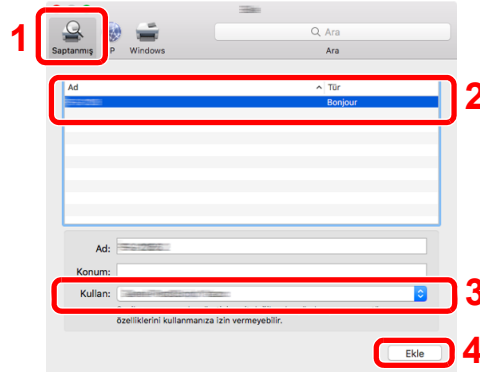 1
Ara
Saptanmış P Windows Ara
Ad Tür
2
Bonjour
Ad:
Konum:
Kullan:
3
özelliklerini kullanmanıza izin vermeyebilir.
Ekle
4